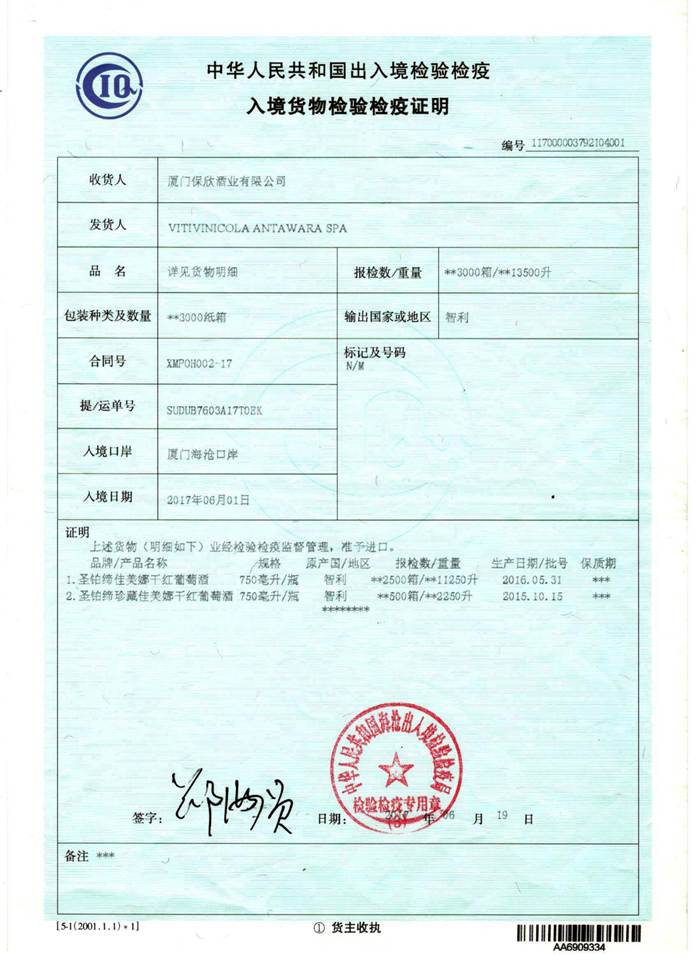 CIQ
中华人民共和国出入境检验检疫
入境货物检验检疫证明
编号 117000003792104001
收货人 厦门保欣酒业有限公司
发货人 VITIVINICOLA ANTAWARA SPA
品 名 详见货物明细 报检数/重量 **3000箱/**13500升
包装种类及数量 **3000纸箱 输出国家或地区 智利
合同号 XMPOH002-17 标记及号码
N/M
提/运单号 SUDUB7603A17T0EK
入境口岸 厦门海沧口岸
入境日期 2017年06月01日
证明
上述货物（明细如下）业经检验检疫监督管理，准予进口。
品牌/产品名称 规格 原产国/地区 报检数/重量 生产日期/批号 保质期
1.圣铂缔佳美娜干红葡萄酒 750毫升/瓶 智利 **2500箱/**11250升 2016.05.31 ***
2.圣铂缔珍藏佳美娜干红葡萄酒 750毫升/瓶 智利 **500箱/**2250升 2015.10.15 ***
********
中华人民共和国海沧出入境检验检疫局
检验检疫专用章
(3)
签字： 日期： 年 06 月 19 日
备注 ***
[5-1(2001.1.1)*1] ① 货主收执
AA6909334